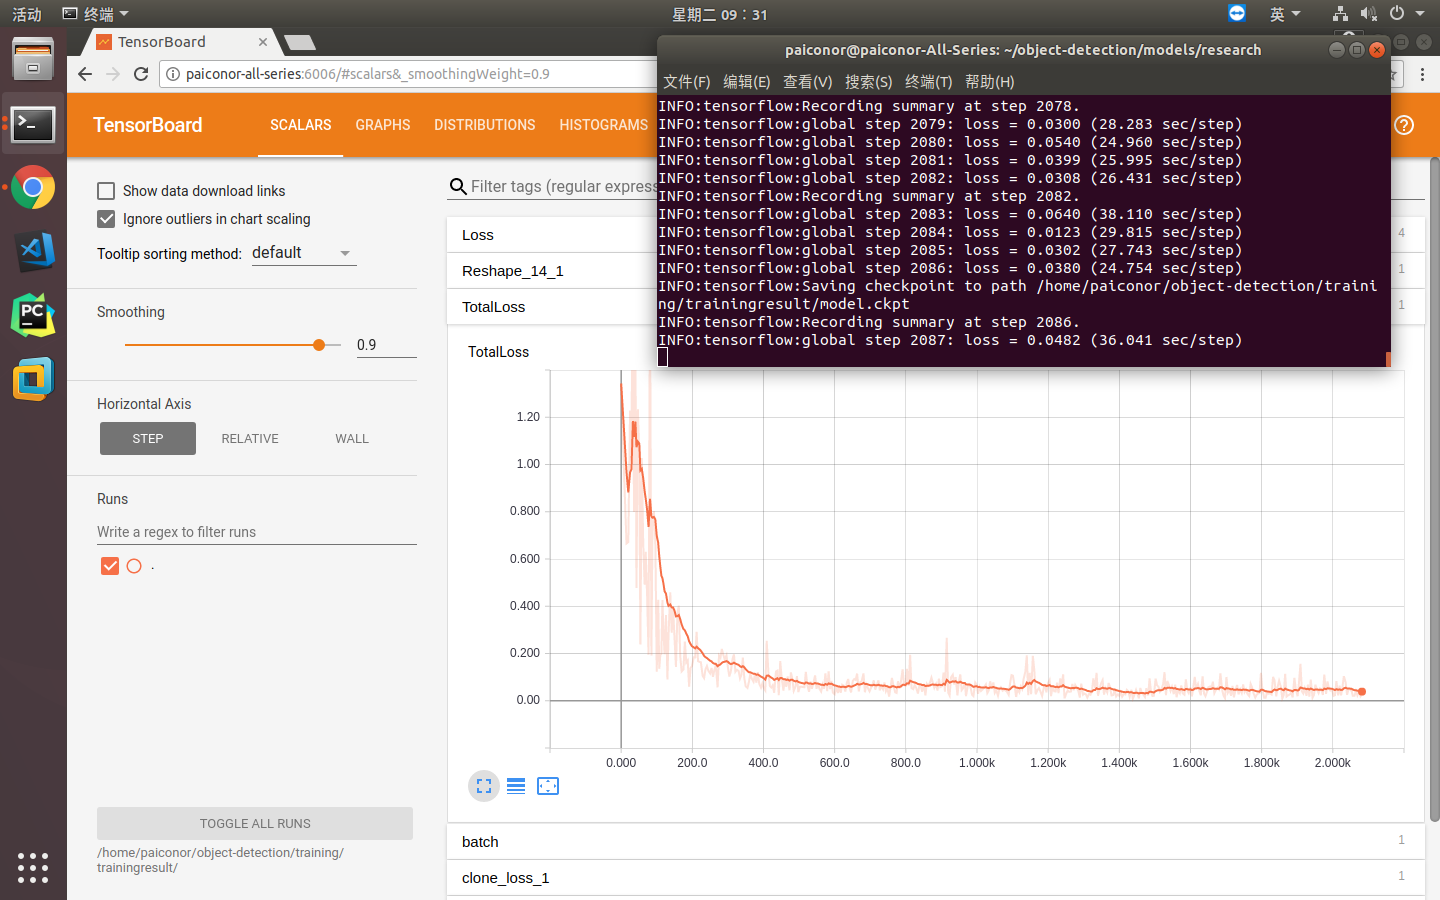 活动
终端
星期二 09：31
英
TensorBoard
paiconor-all-series:6006/#scalars&_smoothingWeight=0.9
paiconor@paiconor-All-Series: ~/object-detection/models/research
文件(F) 编辑(E) 查看(V) 搜索(S) 终端(T) 帮助(H)
INFO:tensorflow:Recording summary at step 2078.
INFO:tensorflow:global step 2079: loss = 0.0300 (28.283 sec/step)
INFO:tensorflow:global step 2080: loss = 0.0540 (24.960 sec/step)
INFO:tensorflow:global step 2081: loss = 0.0399 (25.995 sec/step)
INFO:tensorflow:global step 2082: loss = 0.0308 (26.431 sec/step)
INFO:tensorflow:Recording summary at step 2082.
INFO:tensorflow:global step 2083: loss = 0.0640 (38.110 sec/step)
INFO:tensorflow:global step 2084: loss = 0.0123 (29.815 sec/step)
INFO:tensorflow:global step 2085: loss = 0.0302 (27.743 sec/step)
INFO:tensorflow:global step 2086: loss = 0.0380 (24.754 sec/step)
INFO:tensorflow:Saving checkpoint to path /home/paiconor/object-detection/traini
ng/trainingresult/model.ckpt
INFO:tensorflow:Recording summary at step 2086.
INFO:tensorflow:global step 2087: loss = 0.0482 (36.041 sec/step)
TensorBoard
SCALARS GRAPHS DISTRIBUTIONS HISTOGRAMS
Show data download links
Ignore outliers in chart scaling
Tooltip sorting method: default
Smoothing
0.9
Horizontal Axis
STEP RELATIVE WALL
Runs
Write a regex to filter runs
.
TOGGLE ALL RUNS
/home/paiconor/object-detection/training/
trainingresult/
Filter tags (regular express
Loss 4
Reshape_14_1 1
TotalLoss 1
TotalLoss
1.20
1.00
0.800
0.600
0.400
0.200
0.00
0.000 200.0 400.0 600.0 800.0 1.000k 1.200k 1.400k 1.600k 1.800k 2.000k
batch 1
clone_loss_1 1
PC